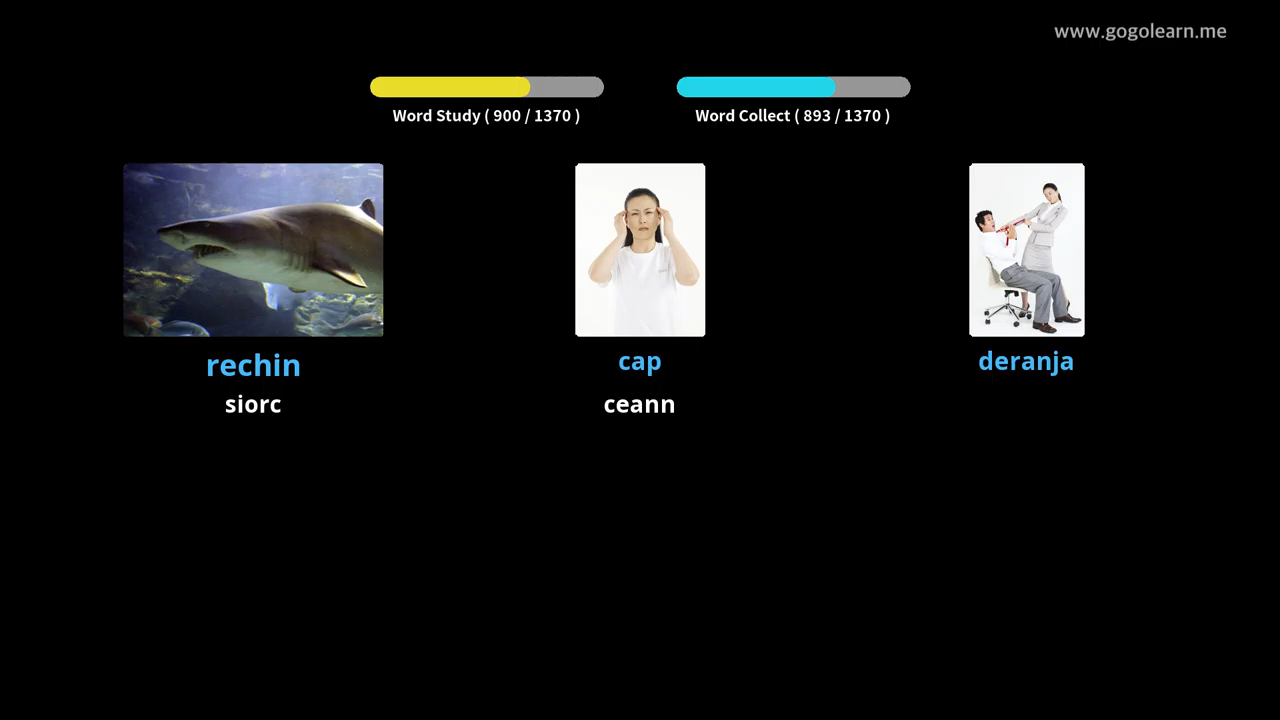 www.gogolearn.me
Word Study ( 900 / 1370 )
Word Collect ( 893 / 1370 )
rechin
cap
deranja
siorc
ceann